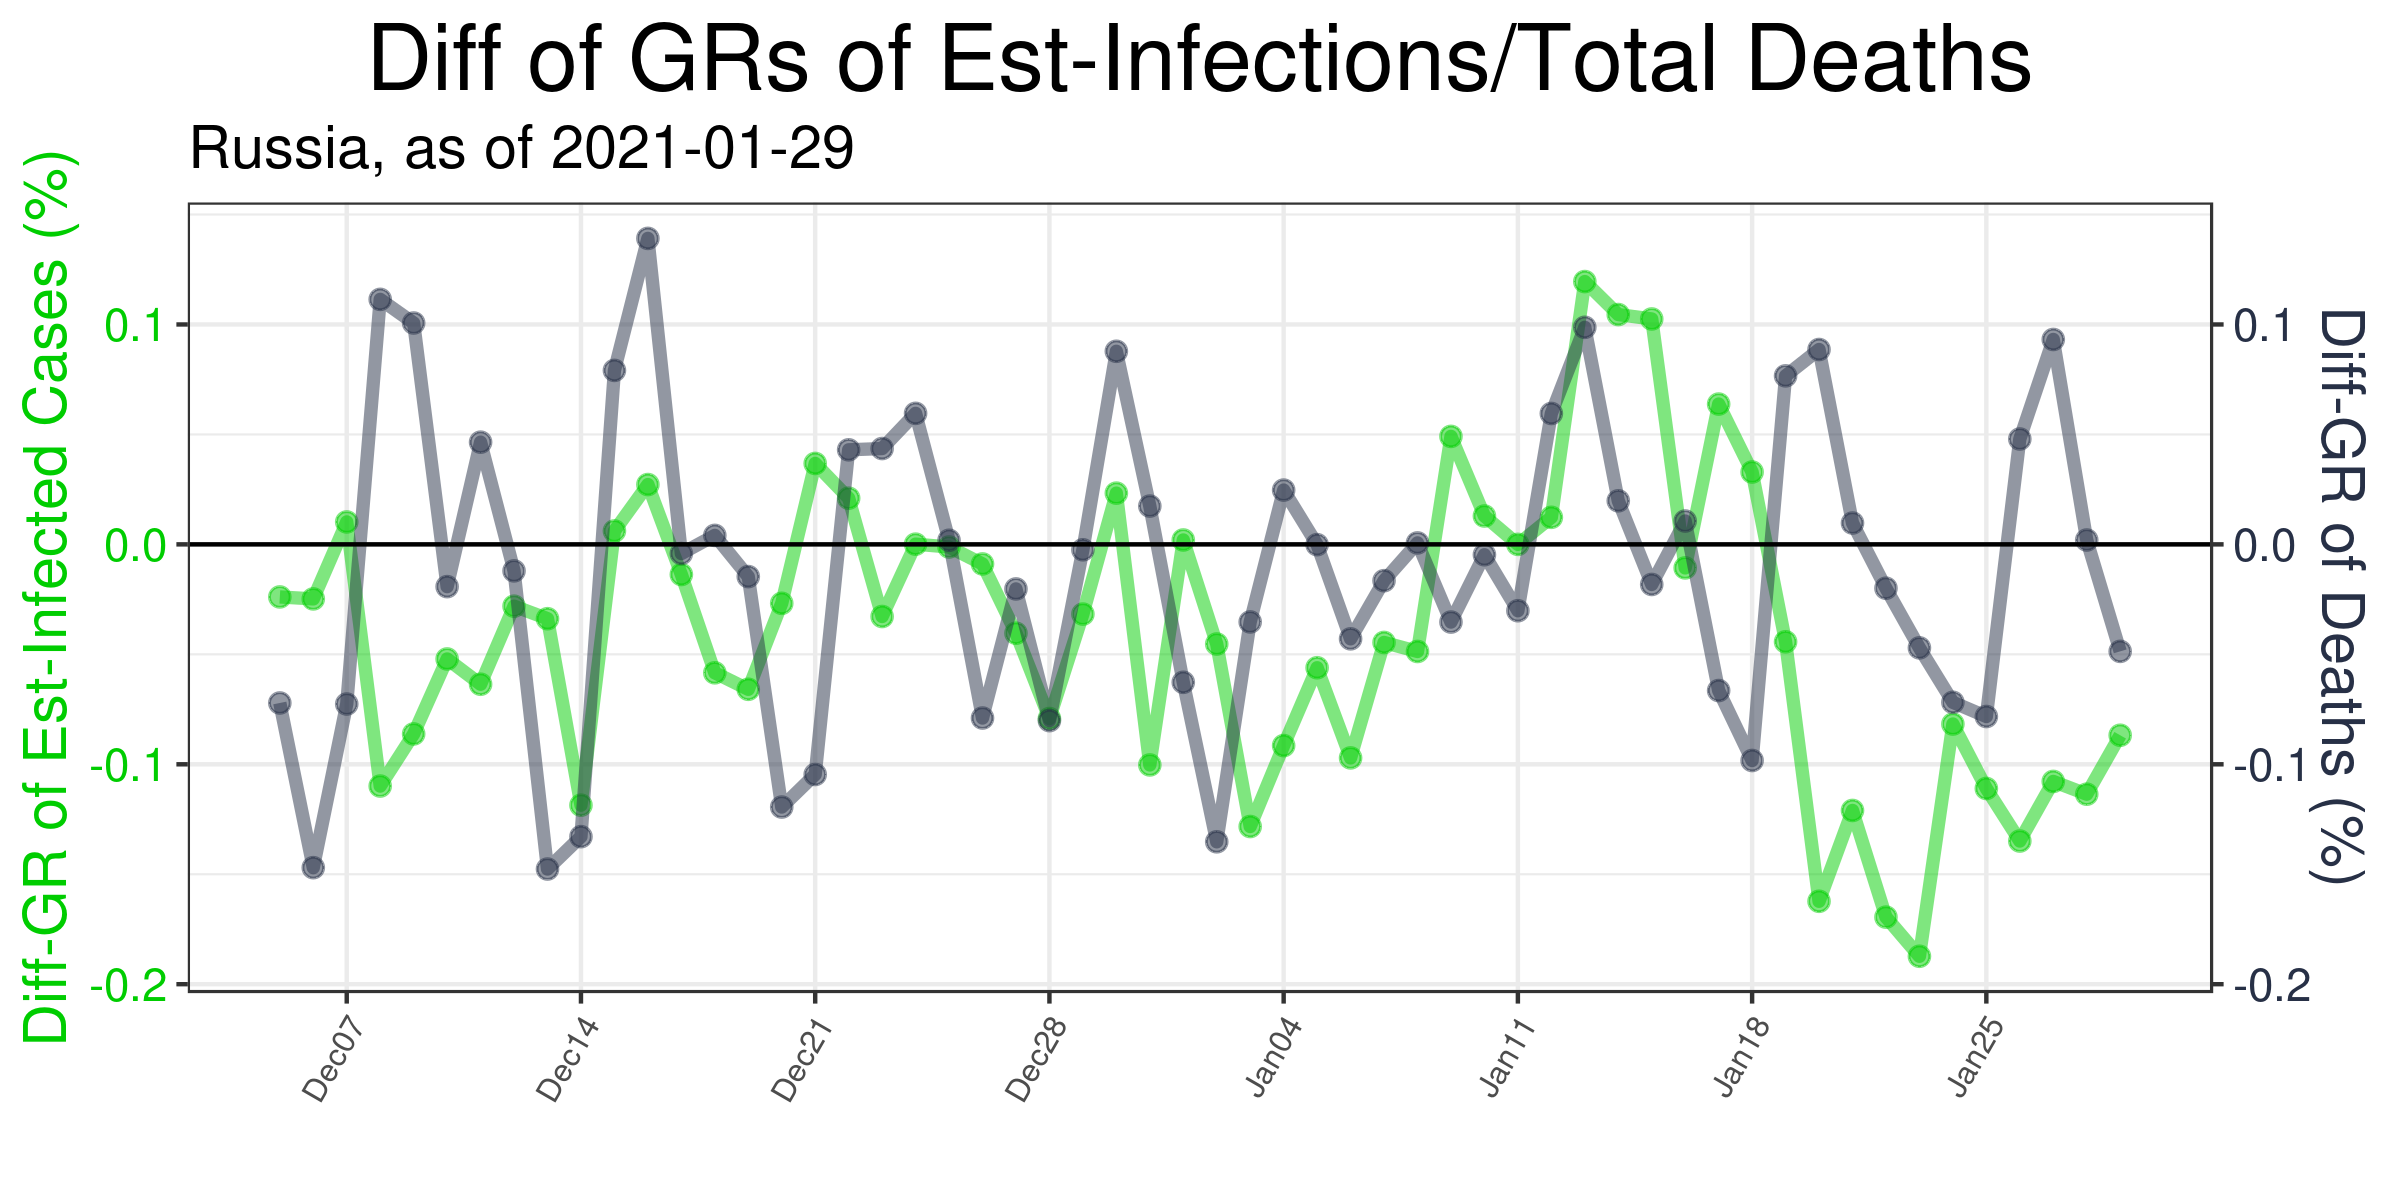 Diff of GRs of Est-Infections/Total Deaths
Russia, as of 2021-01-29
Diff-GR of Est-Infected Cases (%)
0.1
0.0
-0.1
-0.2
0.1
0.0
-0.1
-0.2
Diff-GR of Deaths (%)
Dec07
Dec14
Dec21
Dec28
Jan04
Jan11
Jan18
Jan25